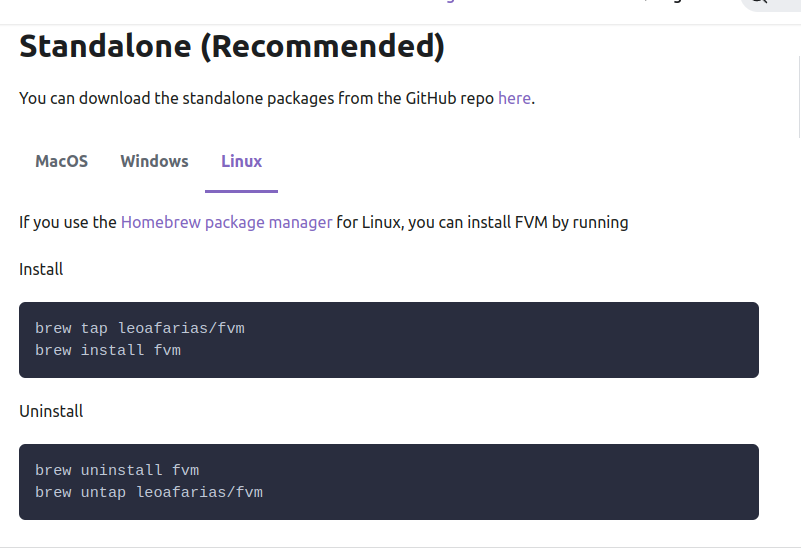 Standalone (Recommended)
You can download the standalone packages from the GitHub repo here.
MacOS Windows Linux
If you use the Homebrew package manager for Linux, you can install FVM by running
Install
brew tap leoafarias/fvm
brew install fvm
Uninstall
brew uninstall fvm
brew untap leoafarias/fvm